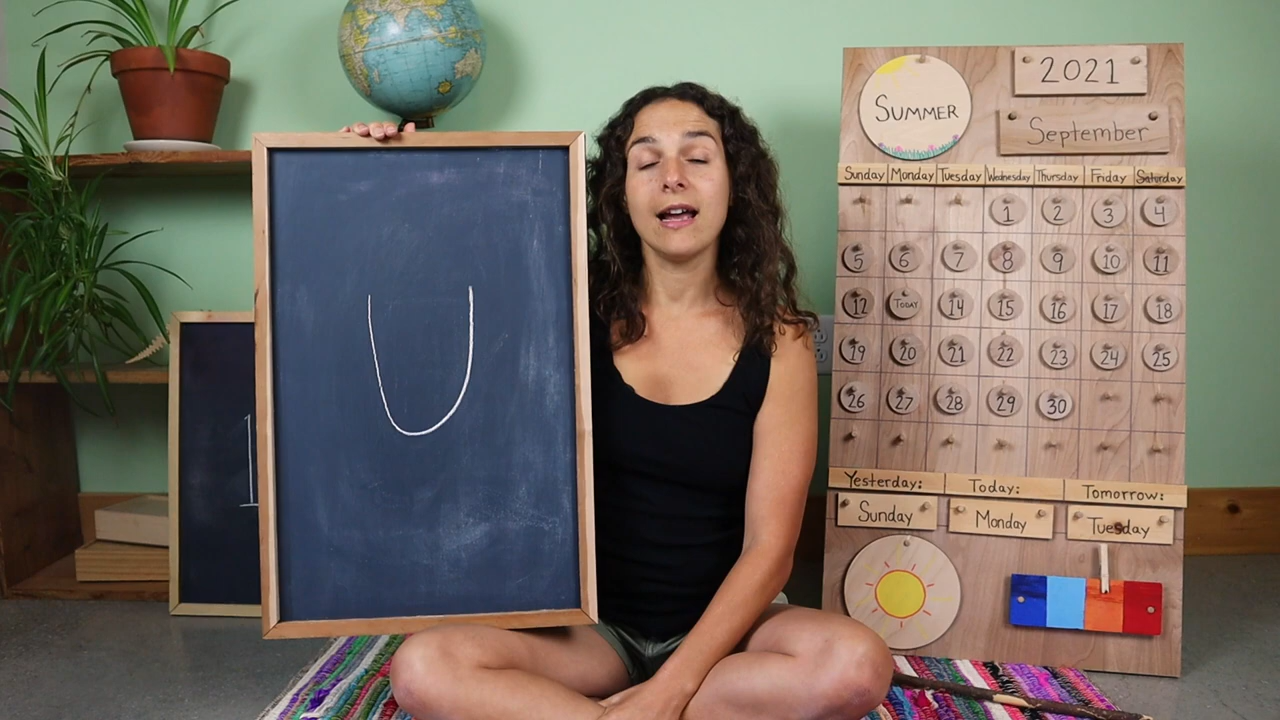 U
1
SUMMER
2021
September
Sunday Monday Tuesday Wednesday Thursday Friday Saturday
1 2 3 4
5 6 7 8 9 10 11
12 TODAY 14 15 16 17 18
19 20 21 22 23 24 25
26 27 28 29 30
Yesterday: Today: Tomorrow:
Sunday Monday Tuesday